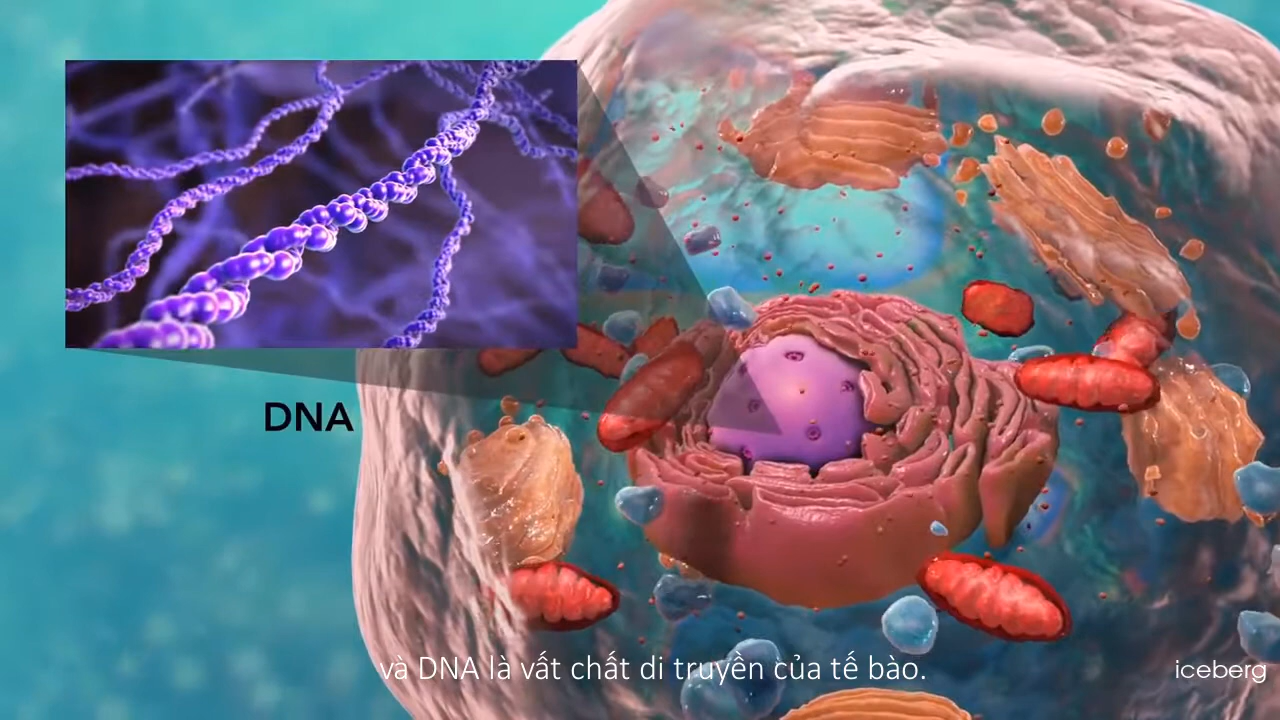 DNA
và DNA là vất chất di truyền của tế bào.
iceberg